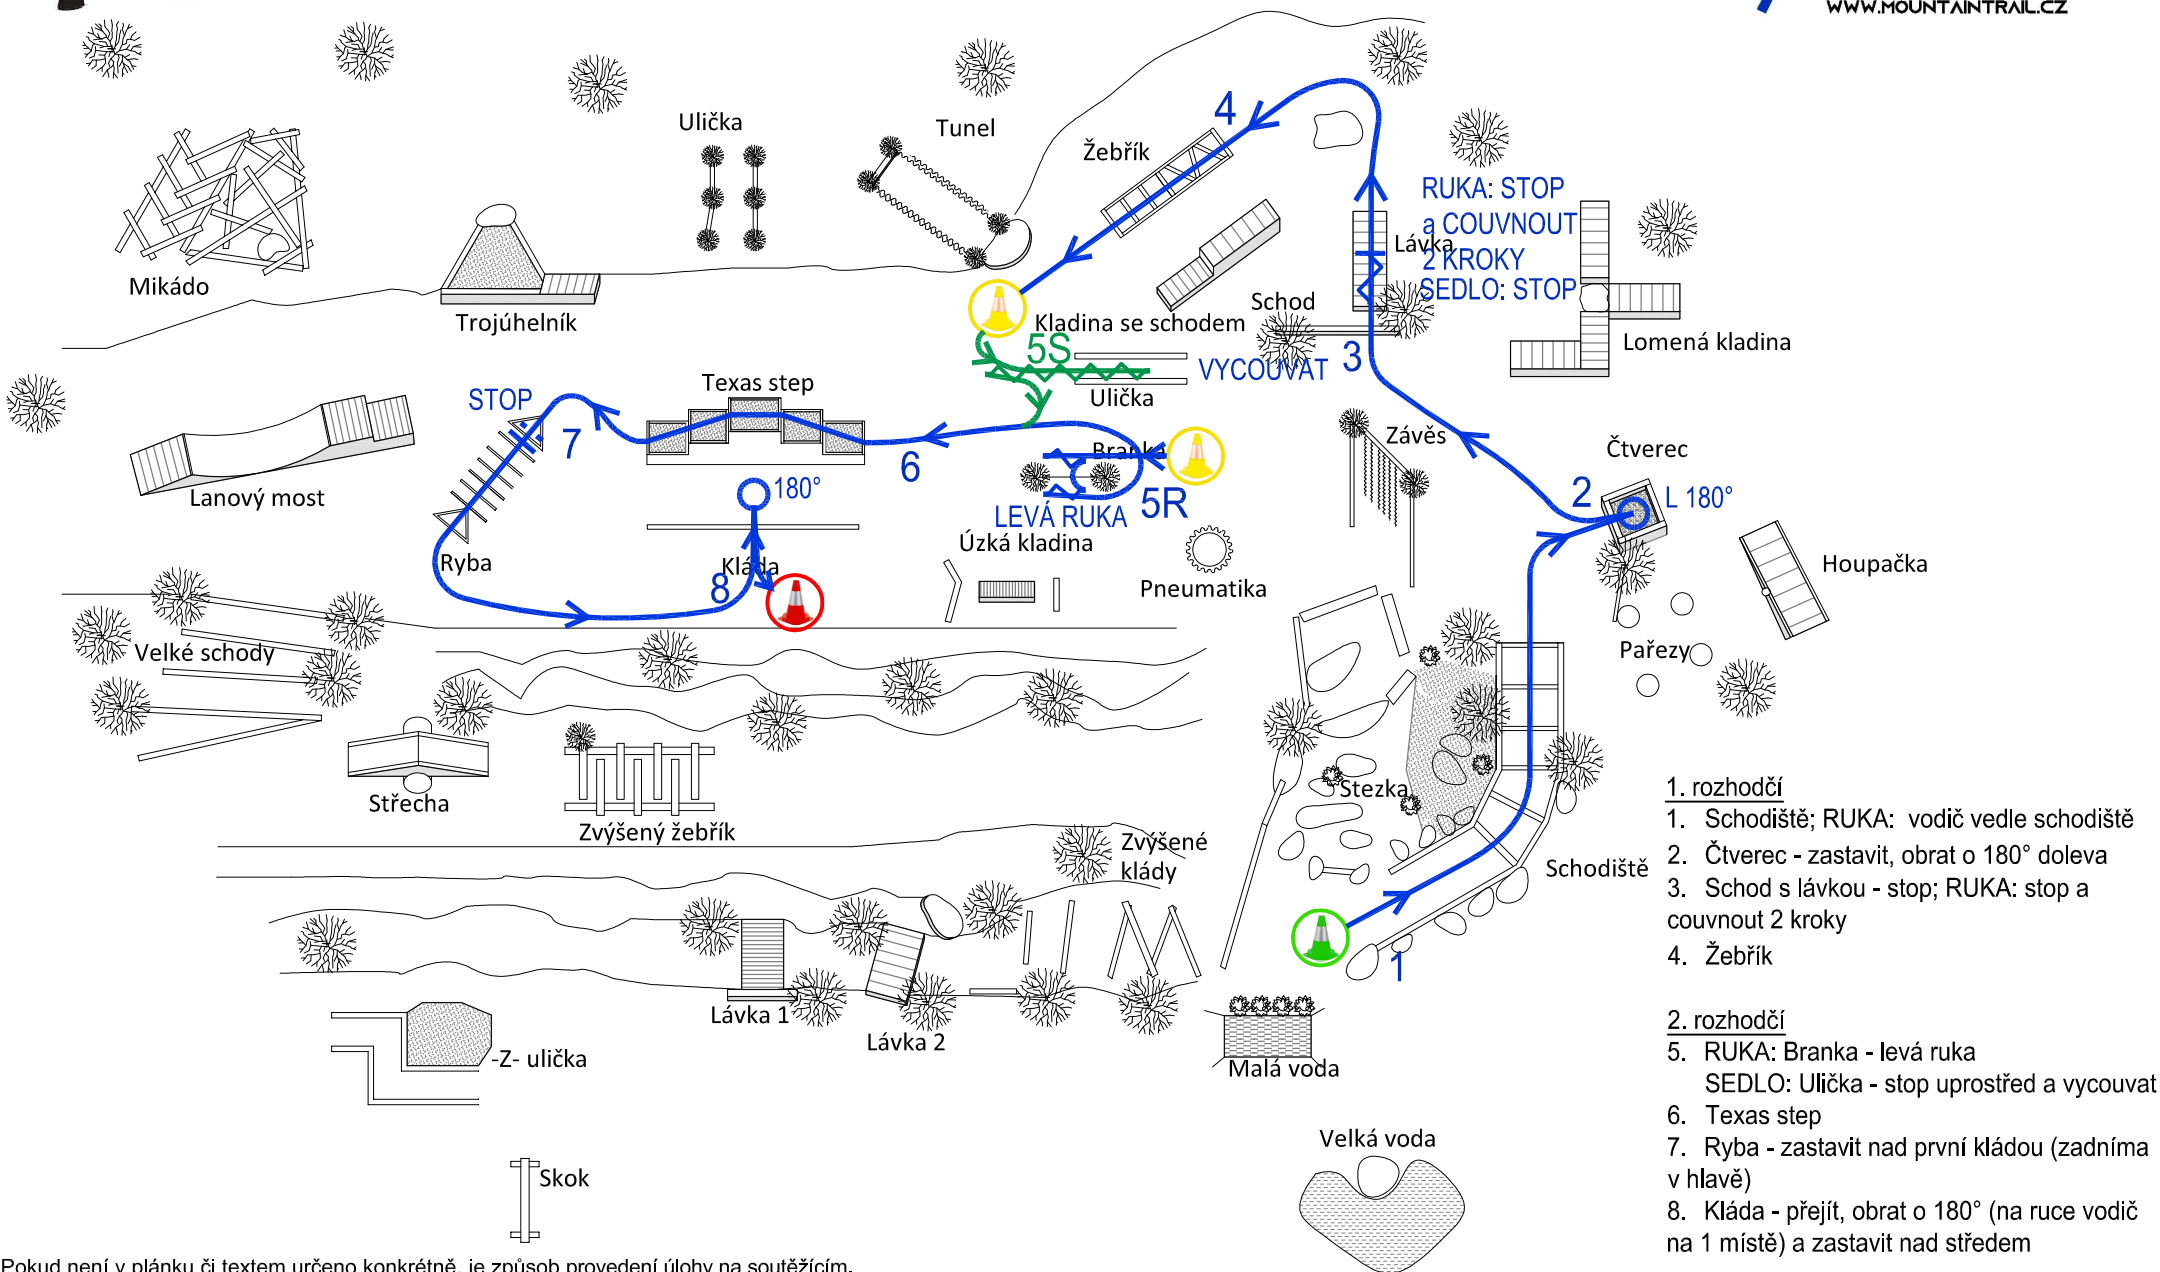 WWW.MOUNTAINTRAIL.CZ
Ulička
Tunel
4
Žebřík
Mikádo
Trojúhelník
RUKA: STOP
a COUVNOUT
2 KROKY
SEDLO: STOP
Lávka
Schod
Kladina se schodem
Lomená kladina
5S
VYCOUVAT
3
Ulička
Texas step
STOP
7
6
Branka
Závěs
Čtverec
2
L 180°
180°
LEVÁ RUKA
5R
Lanový most
Ryba
Kláda
8
Úzká kladina
Pneumatika
Houpačka
Pařezy
Velké schody
Střecha
Zvýšený žebřík
Stezka
Zvýšené
klády
Schodiště
1
Lávka 1
Lávka 2
-Z- ulička
Malá voda
Velká voda
Skok
1. rozhodčí
1. Schodiště; RUKA: vodič vedle schodiště
2. Čtverec - zastavit, obrat o 180° doleva
3. Schod s lávkou - stop; RUKA: stop a
couvnout 2 kroky
4. Žebřík
2. rozhodčí
5. RUKA: Branka - levá ruka
SEDLO: Ulička - stop uprostřed a vycouvat
6. Texas step
7. Ryba - zastavit nad první kládou (zadníma
v hlavě)
8. Kláda - přejít, obrat o 180° (na ruce vodič
na 1 místě) a zastavit nad středem
Pokud není v plánku či textem určeno konkrétně, je způsob provedení úlohy na soutěžícím.